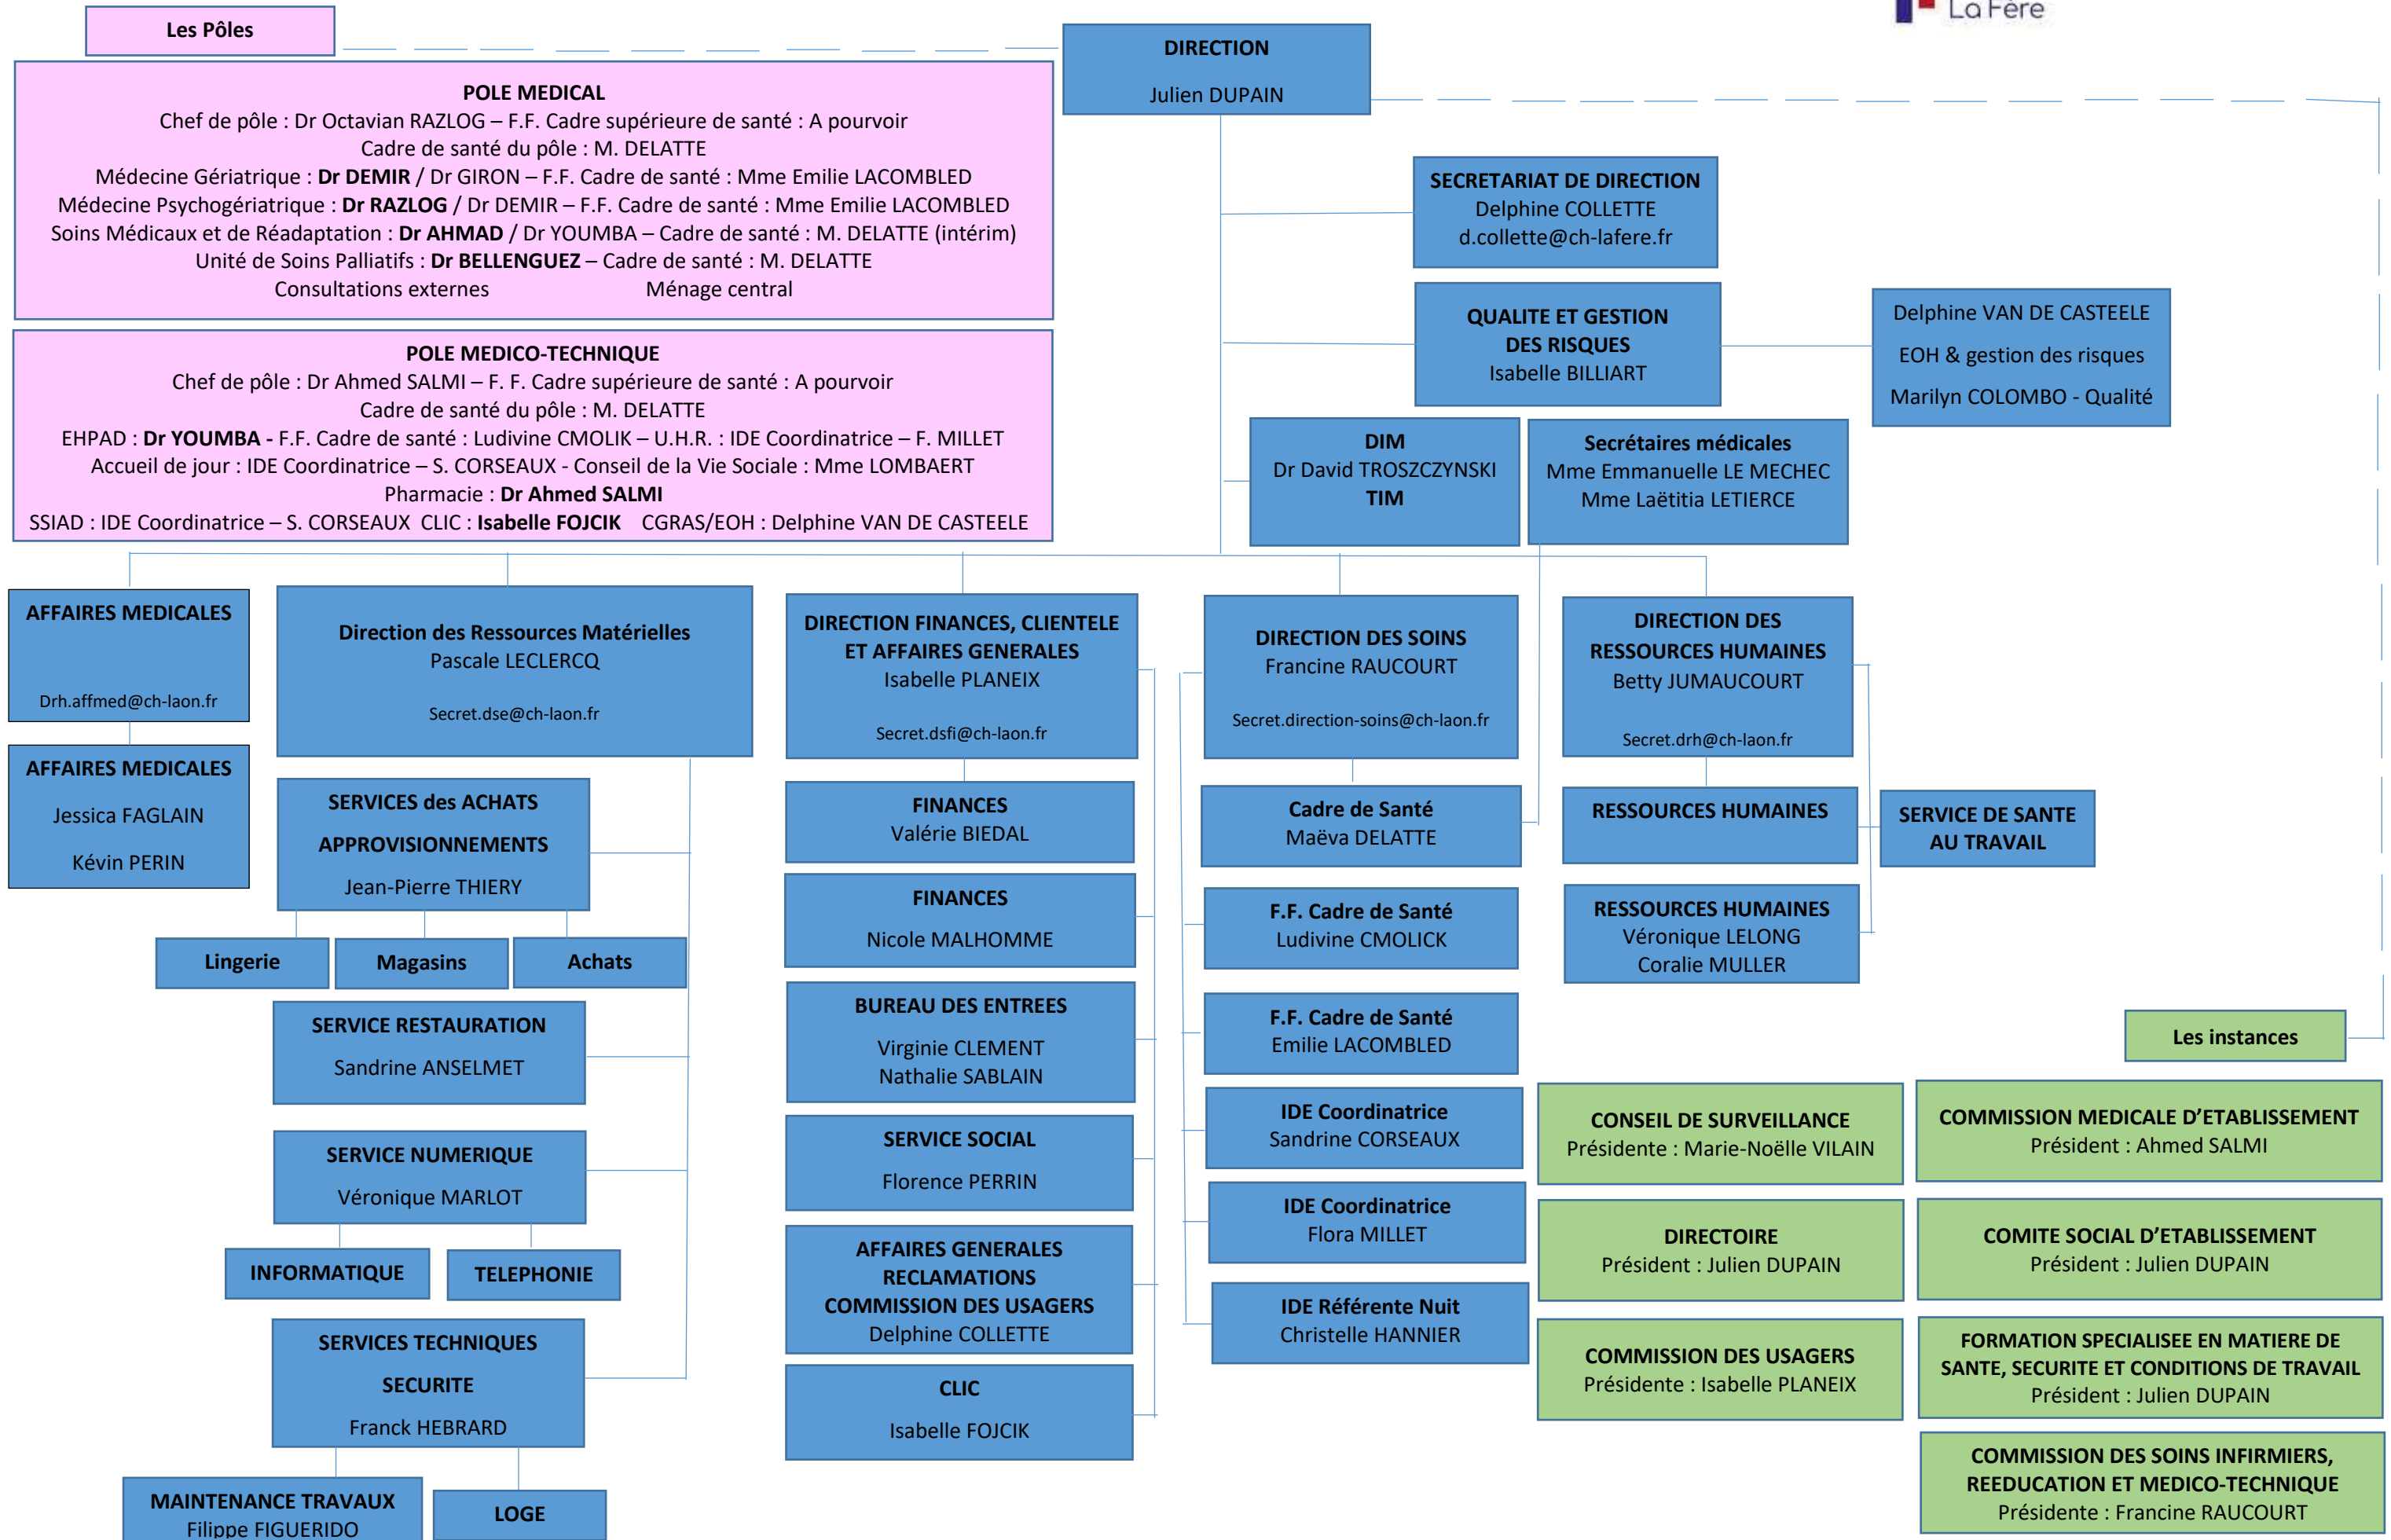 La Fère
Les Pôles
DIRECTION
Julien DUPAIN
POLE MEDICAL
Chef de pôle : Dr Octavian RAZLOG – F.F. Cadre supérieure de santé : A pourvoir
Cadre de santé du pôle : M. DELATTE
Médecine Gériatrique : Dr DEMIR / Dr GIRON – F.F. Cadre de santé : Mme Emilie LACOMBLED
Médecine Psychogériatrique : Dr RAZLOG / Dr DEMIR – F.F. Cadre de santé : Mme Emilie LACOMBLED
Soins Médicaux et de Réadaptation : Dr AHMAD / Dr YOUMBA – Cadre de santé : M. DELATTE (intérim)
Unité de Soins Palliatifs : Dr BELLENGUEZ – Cadre de santé : M. DELATTE
Consultations externes Ménage central
POLE MEDICO-TECHNIQUE
Chef de pôle : Dr Ahmed SALMI – F. F. Cadre supérieure de santé : A pourvoir
Cadre de santé du pôle : M. DELATTE
EHPAD : Dr YOUMBA - F.F. Cadre de santé : Ludivine CMOLIK – U.H.R. : IDE Coordinatrice – F. MILLET
Accueil de jour : IDE Coordinatrice – S. CORSEAUX - Conseil de la Vie Sociale : Mme LOMBAERT
Pharmacie : Dr Ahmed SALMI
SSIAD : IDE Coordinatrice – S. CORSEAUX CLIC : Isabelle FOJCIK CGRAS/EOH : Delphine VAN DE CASTEELE
SECRETARIAT DE DIRECTION
Delphine COLLETTE
d.collette@ch-lafere.fr
QUALITE ET GESTION
DES RISQUES
Isabelle BILLIART
Delphine VAN DE CASTEELE
EOH & gestion des risques
Marilyn COLOMBO - Qualité
DIM
Dr David TROSZCZYNSKI
TIM
Secrétaires médicales
Mme Emmanuelle LE MECHEC
Mme Laëtitia LETIERCE
AFFAIRES MEDICALES
Drh.affmed@ch-laon.fr
AFFAIRES MEDICALES
Jessica FAGLAIN
Kévin PERIN
Direction des Ressources Matérielles
Pascale LECLERCQ
Secret.dse@ch-laon.fr
SERVICES des ACHATS
APPROVISIONNEMENTS
Jean-Pierre THIERY
Lingerie
Magasins
Achats
SERVICE RESTAURATION
Sandrine ANSELMET
SERVICE NUMERIQUE
Véronique MARLOT
INFORMATIQUE
TELEPHONIE
SERVICES TECHNIQUES
SECURITE
Franck HEBRARD
MAINTENANCE TRAVAUX
Filippe FIGUERIDO
LOGE
DIRECTION FINANCES, CLIENTELE
ET AFFAIRES GENERALES
Isabelle PLANEIX
Secret.dsfi@ch-laon.fr
FINANCES
Valérie BIEDAL
FINANCES
Nicole MALHOMME
BUREAU DES ENTREES
Virginie CLEMENT
Nathalie SABLAIN
SERVICE SOCIAL
Florence PERRIN
AFFAIRES GENERALES
RECLAMATIONS
COMMISSION DES USAGERS
Delphine COLLETTE
CLIC
Isabelle FOJCIK
DIRECTION DES SOINS
Francine RAUCOURT
Secret.direction-soins@ch-laon.fr
Cadre de Santé
Maëva DELATTE
F.F. Cadre de Santé
Ludivine CMOLICK
F.F. Cadre de Santé
Emilie LACOMBLED
IDE Coordinatrice
Sandrine CORSEAUX
IDE Coordinatrice
Flora MILLET
IDE Référente Nuit
Christelle HANNIER
DIRECTION DES
RESSOURCES HUMAINES
Betty JUMAUCOURT
Secret.drh@ch-laon.fr
RESSOURCES HUMAINES
SERVICE DE SANTE
AU TRAVAIL
RESSOURCES HUMAINES
Véronique LELONG
Coralie MULLER
Les instances
CONSEIL DE SURVEILLANCE
Présidente : Marie-Noëlle VILAIN
COMMISSION MEDICALE D’ETABLISSEMENT
Président : Ahmed SALMI
DIRECTOIRE
Président : Julien DUPAIN
COMITE SOCIAL D’ETABLISSEMENT
Président : Julien DUPAIN
COMMISSION DES USAGERS
Présidente : Isabelle PLANEIX
FORMATION SPECIALISEE EN MATIERE DE
SANTE, SECURITE ET CONDITIONS DE TRAVAIL
Président : Julien DUPAIN
COMMISSION DES SOINS INFIRMIERS,
REEDUCATION ET MEDICO-TECHNIQUE
Présidente : Francine RAUCOURT